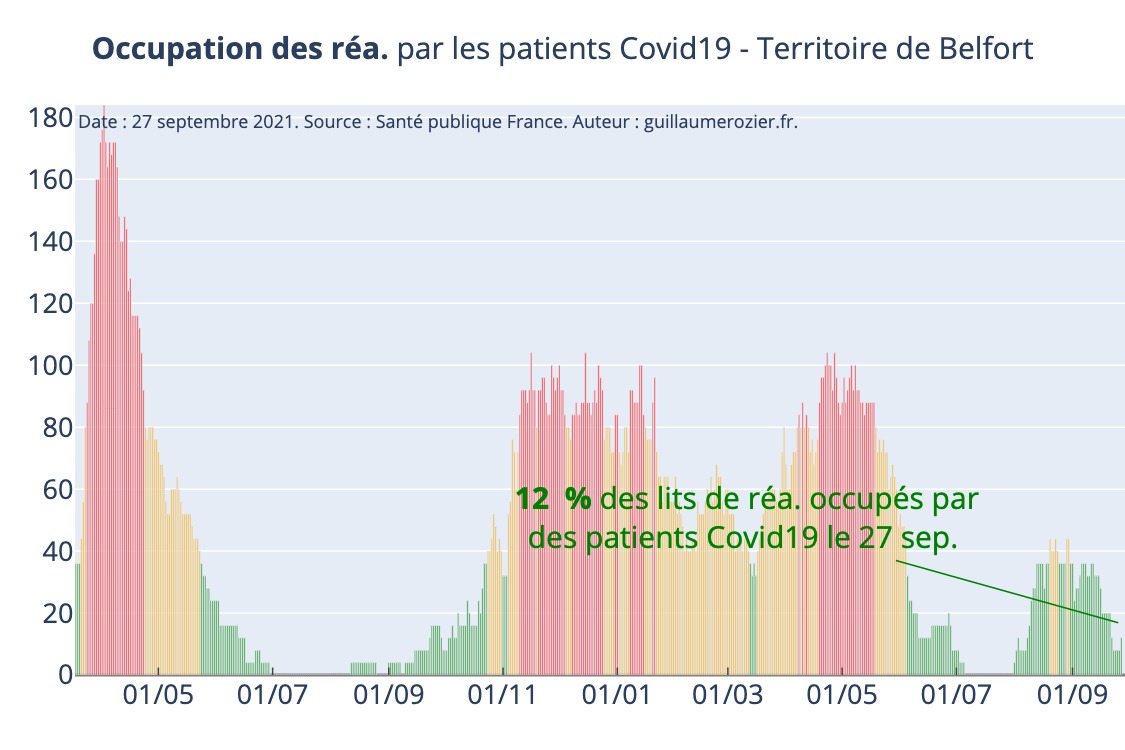 Occupation des réa. par les patients Covid19 - Territoire de Belfort
180
Date : 27 septembre 2021. Source : Santé publique France. Auteur : guillaumerozier.fr.
160
140
120
100
80
60
12 % des lits de réa. occupés par
des patients Covid19 le 27 sep.
40
20
0
01/05 01/07 01/09 01/11 01/01 01/03 01/05 01/07 01/09